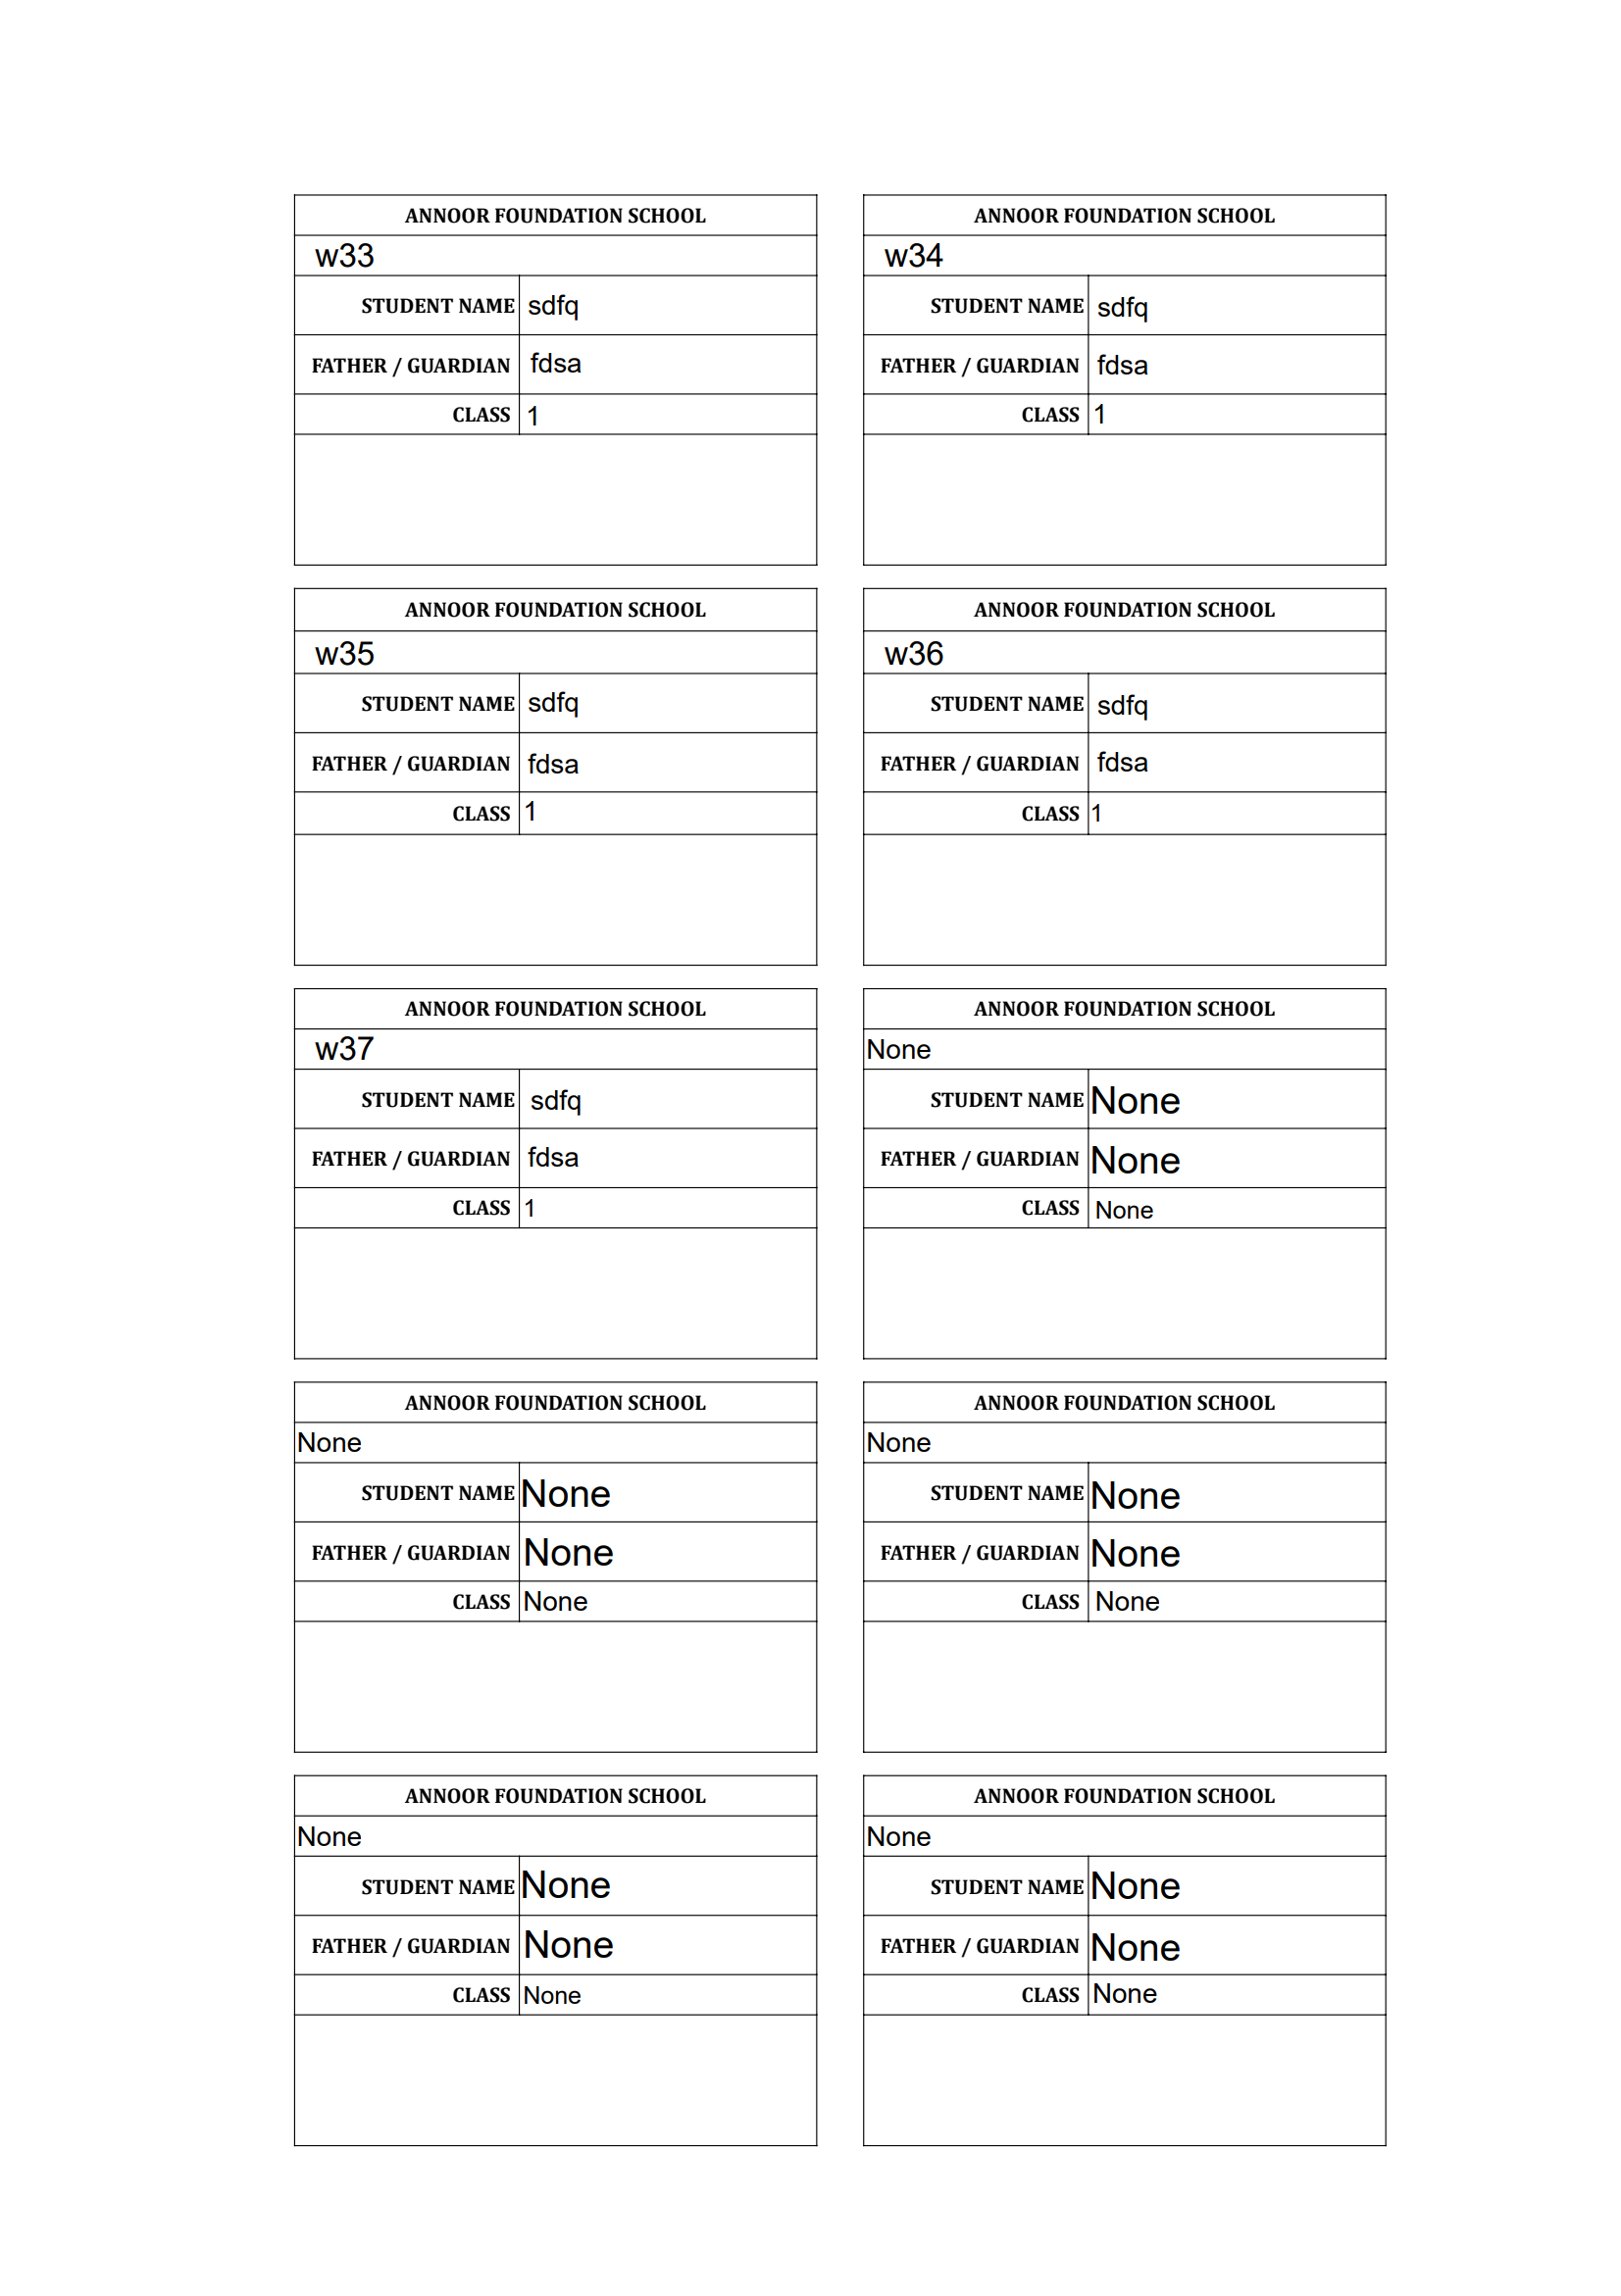 ANNOOR FOUNDATION SCHOOL
w33
STUDENT NAME sdfq
FATHER / GUARDIAN fdsa
CLASS 1
ANNOOR FOUNDATION SCHOOL
w34
STUDENT NAME sdfq
FATHER / GUARDIAN fdsa
CLASS 1
ANNOOR FOUNDATION SCHOOL
w35
STUDENT NAME sdfq
FATHER / GUARDIAN fdsa
CLASS 1
ANNOOR FOUNDATION SCHOOL
w36
STUDENT NAME sdfq
FATHER / GUARDIAN fdsa
CLASS 1
ANNOOR FOUNDATION SCHOOL
w37
STUDENT NAME sdfq
FATHER / GUARDIAN fdsa
CLASS 1
ANNOOR FOUNDATION SCHOOL
None
STUDENT NAME None
FATHER / GUARDIAN None
CLASS None
ANNOOR FOUNDATION SCHOOL
None
STUDENT NAME None
FATHER / GUARDIAN None
CLASS None
ANNOOR FOUNDATION SCHOOL
None
STUDENT NAME None
FATHER / GUARDIAN None
CLASS None
ANNOOR FOUNDATION SCHOOL
None
STUDENT NAME None
FATHER / GUARDIAN None
CLASS None
ANNOOR FOUNDATION SCHOOL
None
STUDENT NAME None
FATHER / GUARDIAN None
CLASS None